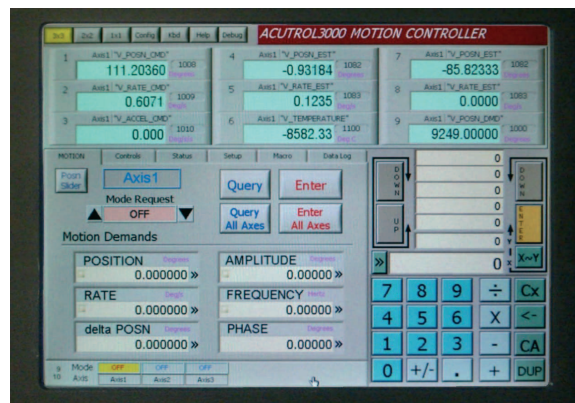 3x3 2x2 1x1 Config Kbd Help Debug ACUTROL3000 MOTION CONTROLLER
1 Axis1 "V_POSN_CMD" 1008
111.20360 Degrees
4 Axis1 "V_POSN_EST" 1082
-0.93184 Degrees
7 Axis1 "V_POSN_EST" 1082
-85.82333 Degrees
2 Axis1 "V_RATE_CMD" 1009
0.6071 Deg/s
5 Axis1 "V_RATE_EST" 1083
0.1235 Deg/s
8 Axis1 "V_RATE_EST" 1083
0.0000 Deg/s
3 Axis1 "V_ACCEL_CMD" 1010
0.000
6 Axis1 "V_TEMPERATURE" 1100
-8582.33 Deg C
9 Axis1 "V_POSN_DMD" 1000
9249.00000 Degrees
MOTION Controls Status Setup Macro Data Log
Posn Slider
Axis1
Mode Request
OFF
Query Enter
Query All Axes
Enter All Axes
Motion Demands
POSITION Degrees
0.000000 »
AMPLITUDE Degrees
0.00000 »
RATE Deg/s
0.000000 »
FREQUENCY Hertz
0.00000 »
delta POSN Degrees
0.000000 »
PHASE Degrees
0.00000 »
9 Mode OFF OFF OFF
10 Axis Axis1 Axis2 Axis3
DOWN
UP
0
0
0
0
0
0
DOWN
ENTER
Y
X
» 0 X~Y
7 8 9 ÷ Cx
4 5 6 X <-
1 2 3 - CA
0 +/- . + DUP